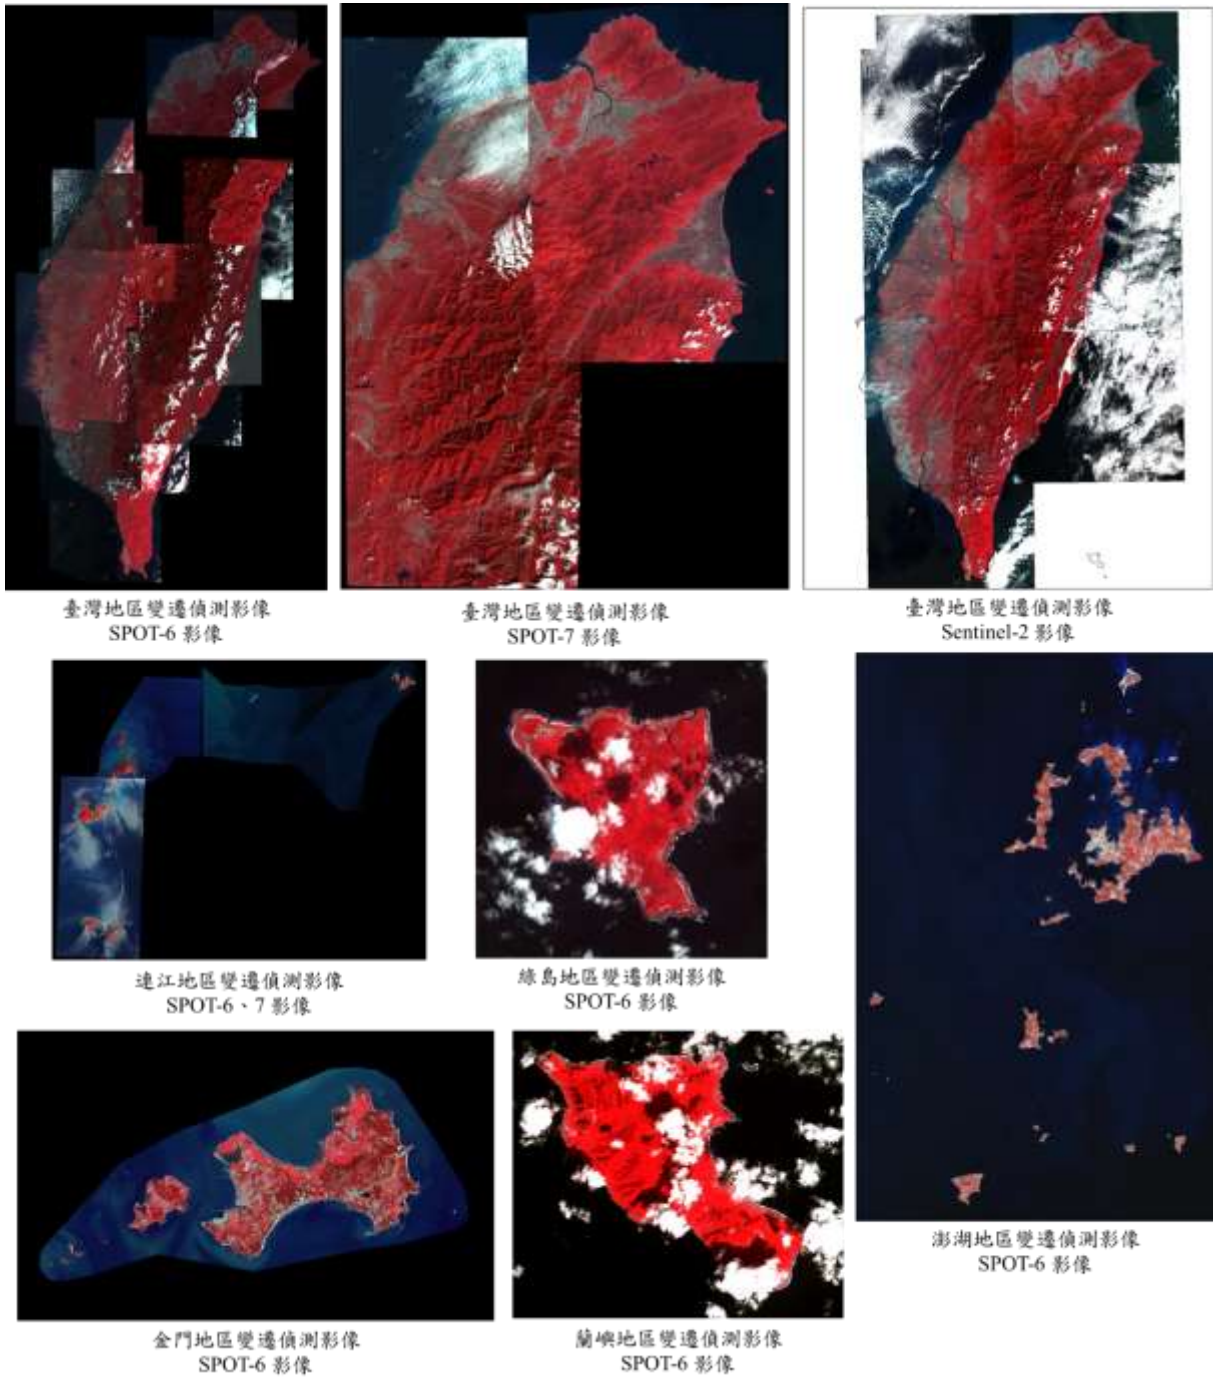 臺灣地區變遷偵測影像
SPOT-6 影像
臺灣地區變遷偵測影像
SPOT-7 影像
臺灣地區變遷偵測影像
Sentinel-2 影像
連江地區變遷偵測影像
SPOT-6、7 影像
綠島地區變遷偵測影像
SPOT-6 影像
澎湖地區變遷偵測影像
SPOT-6 影像
金門地區變遷偵測影像
SPOT-6 影像
蘭嶼地區變遷偵測影像
SPOT-6 影像